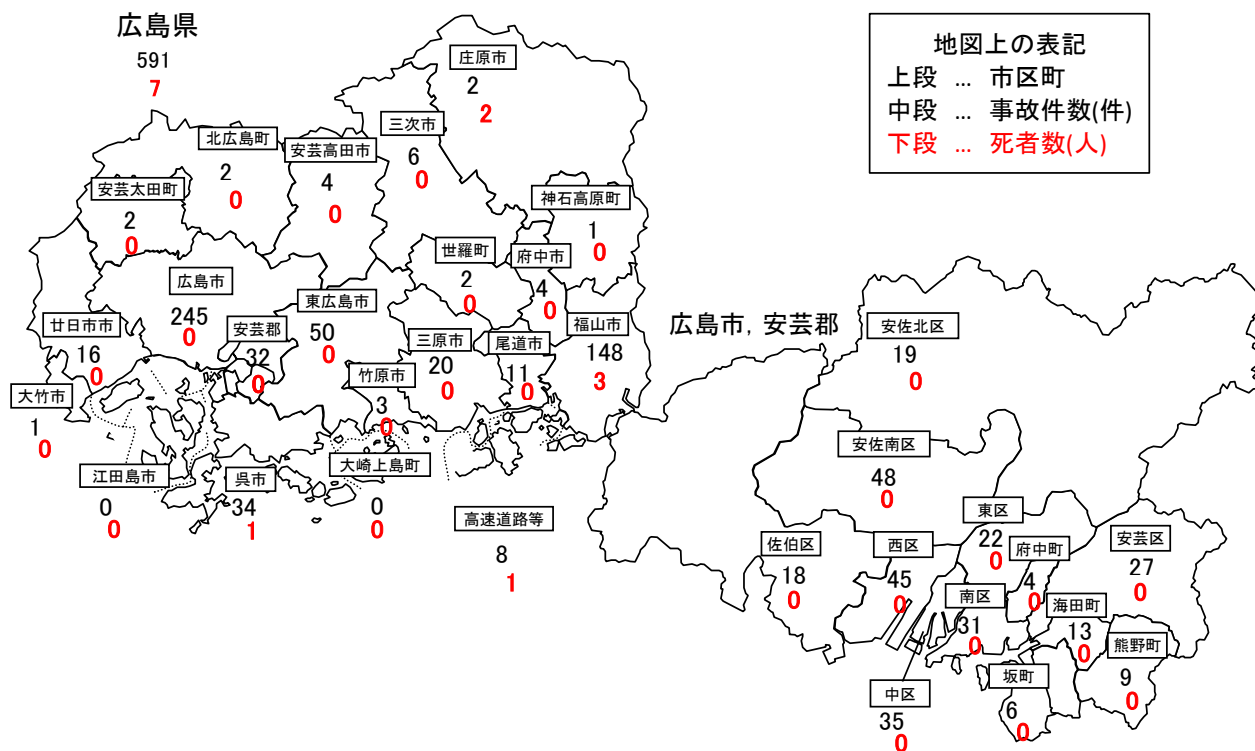 広島県
591
7
地図上の表記
上段 … 市区町
中段 … 事故件数(件)
下段 … 死者数(人)
庄原市
2
2
三次市
6
0
北広島町
2
0
安芸高田市
4
0
安芸太田町
2
0
神石高原町
1
0
世羅町
2
0
府中市
4
0
広島市
245
0
東広島市
50
0
安芸郡
32
0
廿日市市
16
0
三原市
20
0
尾道市
11
0
福山市
148
3
竹原市
3
0
大竹市
1
0
江田島市
0
0
呉市
34
1
大崎上島町
0
0
高速道路等
8
1
広島市,安芸郡
安佐北区
19
0
安佐南区
48
0
東区
22
0
佐伯区
18
0
西区
45
0
府中町
4
0
安芸区
27
0
南区
31
0
海田町
13
0
熊野町
9
0
坂町
6
0
中区
35
0